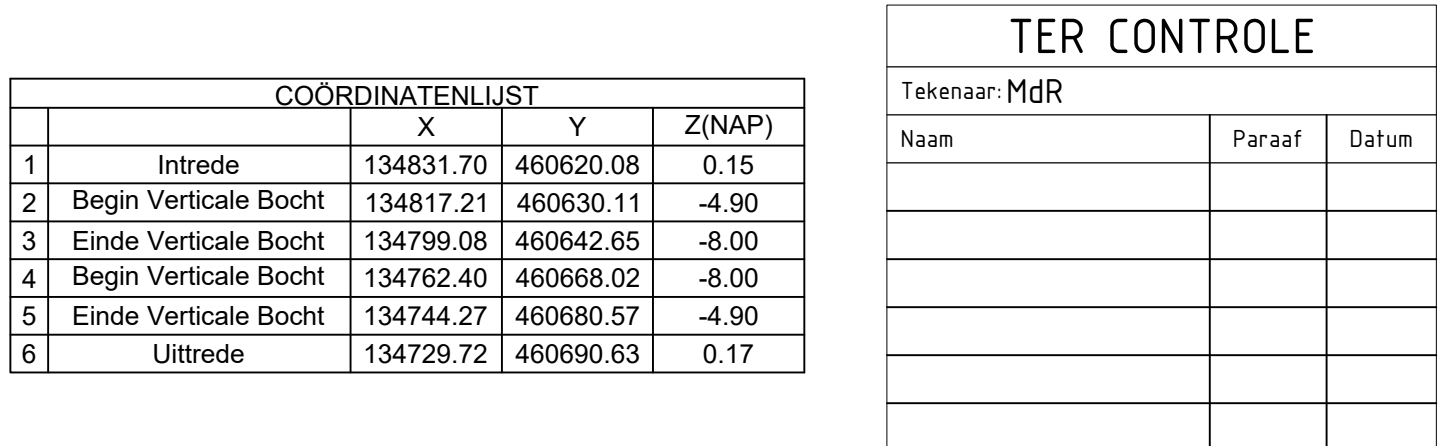 COÖRDINATENLIJST
X Y Z(NAP)
1 Intrede 134831.70 460620.08 0.15
2 Begin Verticale Bocht 134817.21 460630.11 -4.90
3 Einde Verticale Bocht 134799.08 460642.65 -8.00
4 Begin Verticale Bocht 134762.40 460668.02 -8.00
5 Einde Verticale Bocht 134744.27 460680.57 -4.90
6 Uittrede 134729.72 460690.63 0.17
TER CONTROLE
Tekenaar: MdR
Naam Paraaf Datum